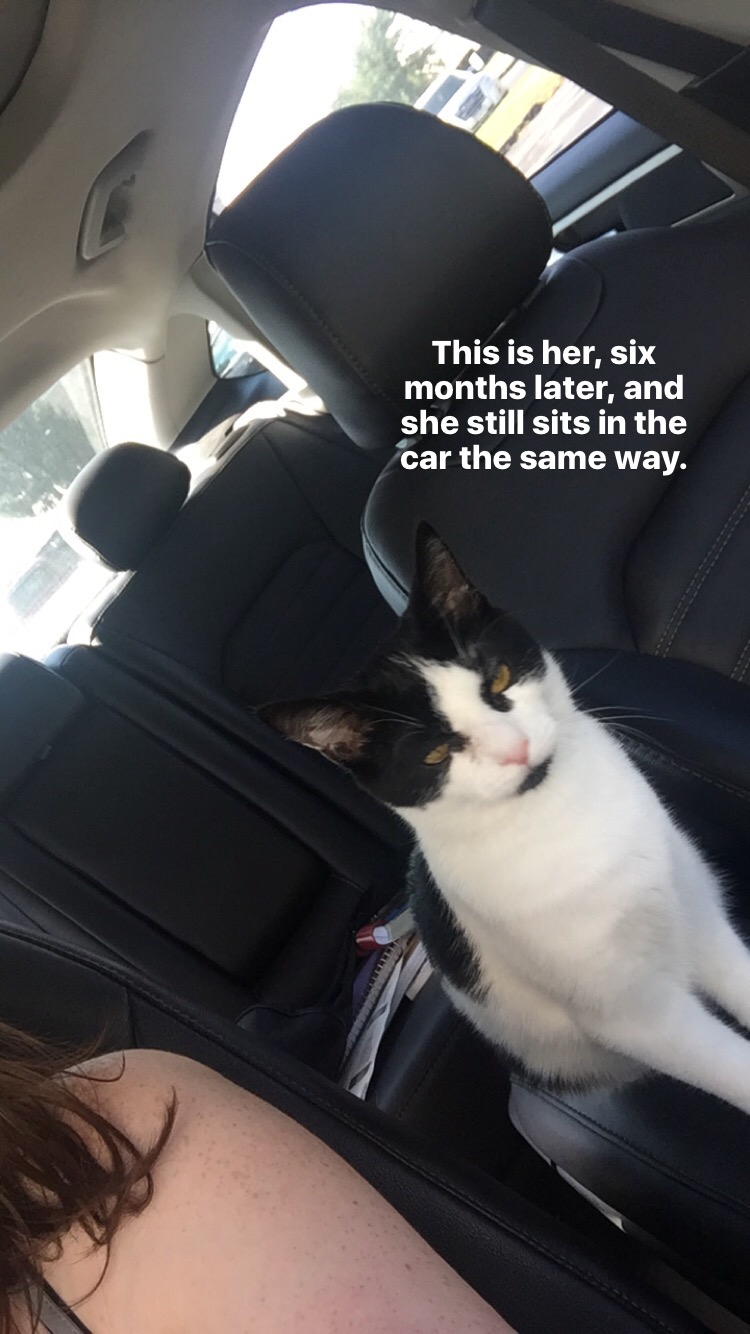 This is her, six
months later, and
she still sits in the
car the same way.